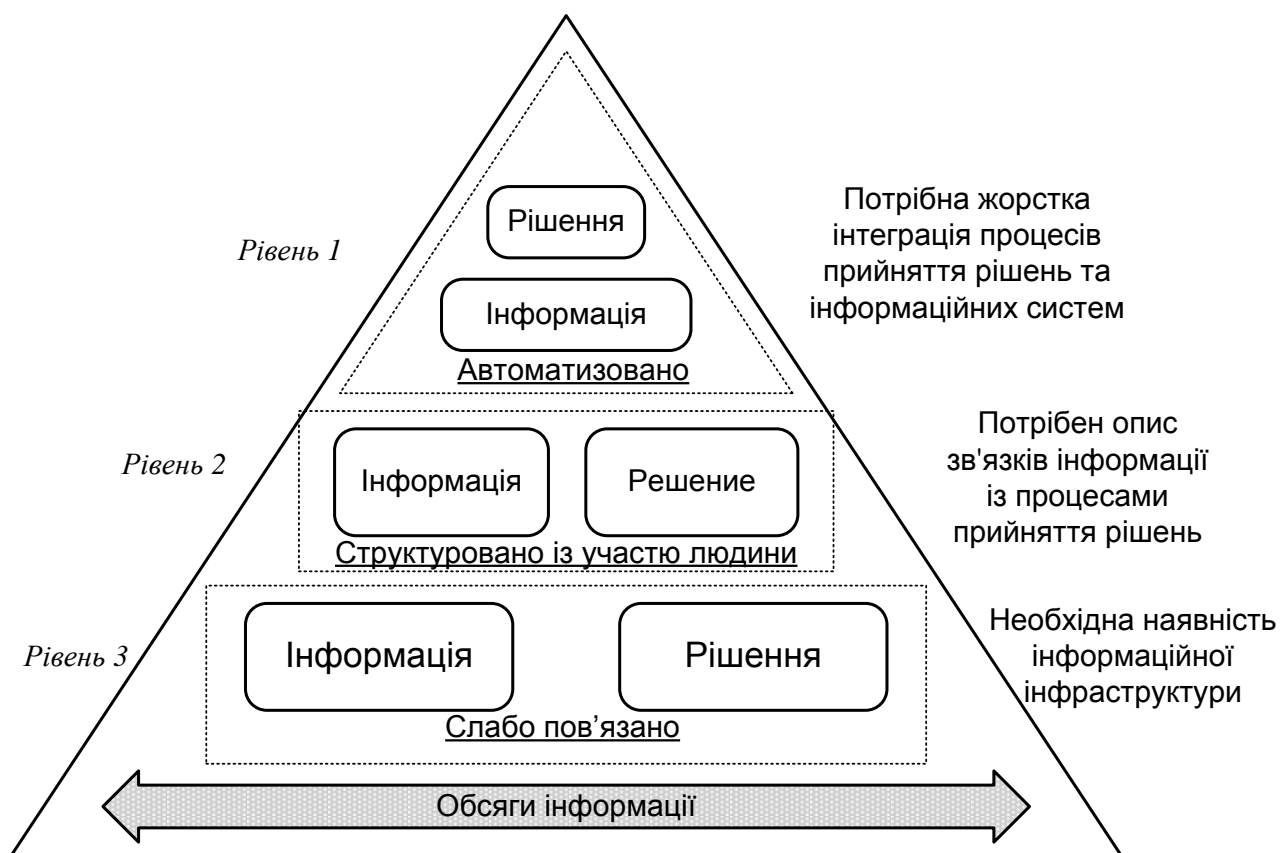 Рівень 1
Рішення
Інформація
Автоматизовано
Потрібна жорстка
інтеграція процесів
прийняття рішень та
інформаційних систем
Рівень 2
Інформація
Решение
Структуровано із участю людини
Потрібен опис
зв'язків інформації
із процесами
прийняття рішень
Рівень 3
Інформація
Рішення
Слабо пов’язано
Необхідна наявність
інформаційної
інфраструктури
Обсяги інформації